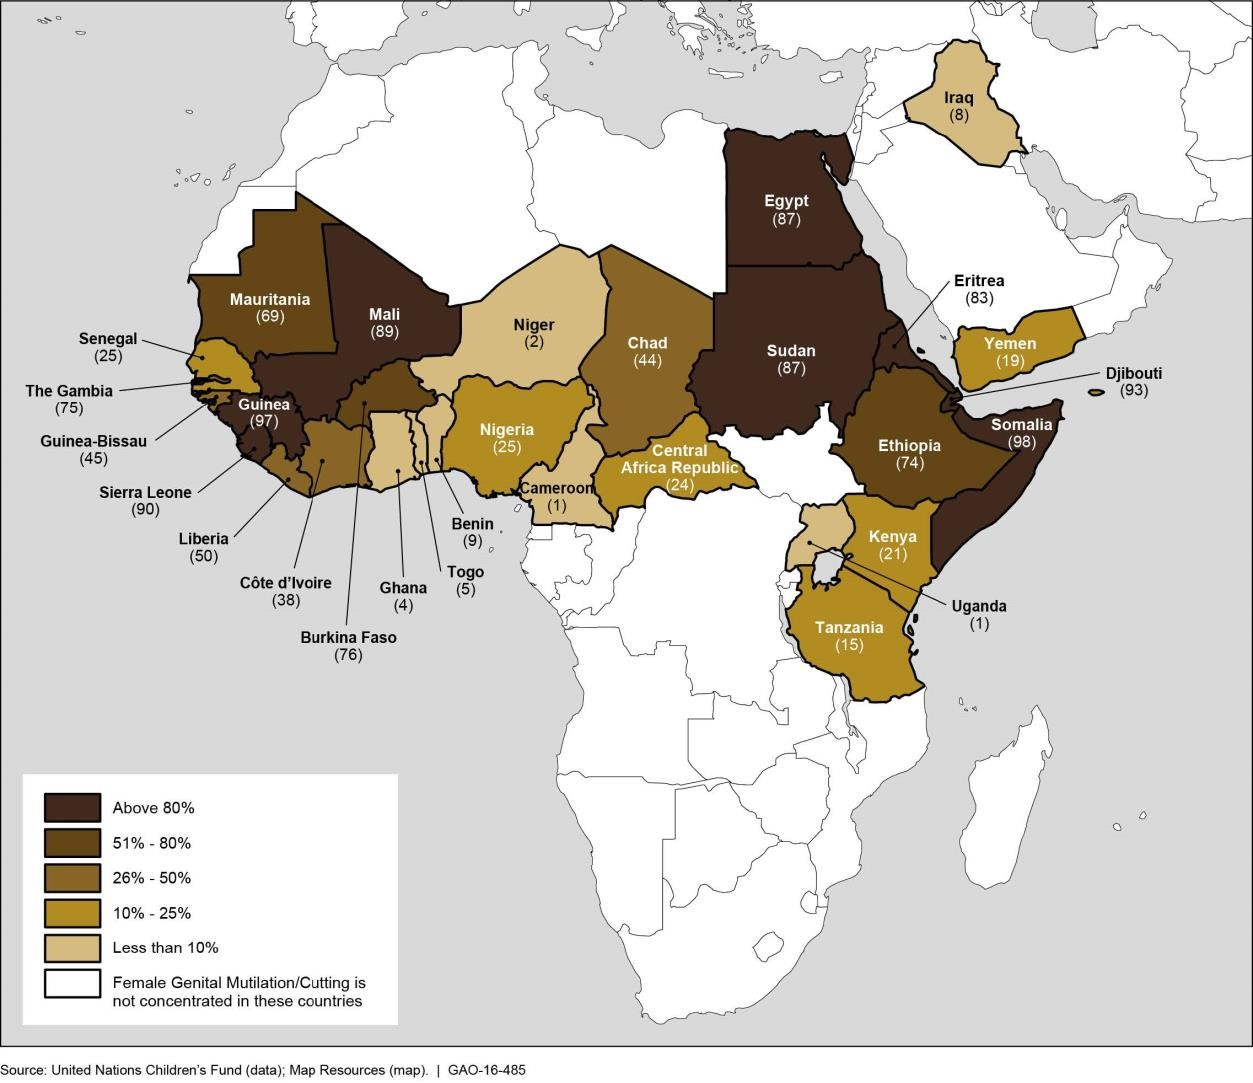 Iraq
(8)
Egypt
(87)
Eritrea
(83)
Mauritania
(69)
Mali
(89)
Niger
(2)
Senegal
(25)
Chad
(44)
Sudan
(87)
Yemen
(19)
Djibouti
(93)
The Gambia
(75)
Guinea
(97)
Somalia
(98)
Guinea-Bissau
(45)
Nigeria
(25)
Central
Africa Republic
(24)
Ethiopia
(74)
Sierra Leone
(90)
Cameroon
(1)
Liberia
(50)
Benin
(9)
Kenya
(21)
Côte d’Ivoire
(38)
Ghana
(4)
Togo
(5)
Uganda
(1)
Burkina Faso
(76)
Tanzania
(15)
Above 80%
51% - 80%
26% - 50%
10% - 25%
Less than 10%
Female Genital Mutilation/Cutting is
not concentrated in these countries
Source: United Nations Children’s Fund (data); Map Resources (map). | GAO-16-485